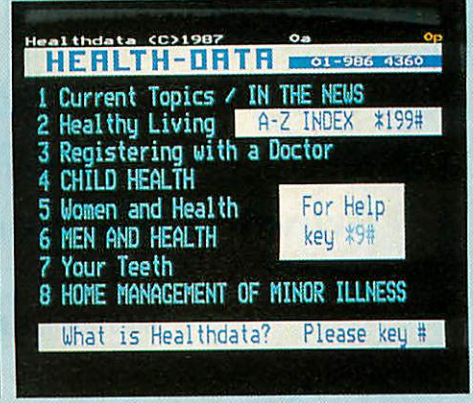 Healthdata <C>1987 0a 0p
HEALTH-DATA 01-986 4360
1 Current Topics / IN THE NEWS
2 Healthy Living A-Z INDEX *199#
3 Registering with a Doctor
4 CHILD HEALTH
5 Women and Health For Help
6 MEN AND HEALTH key *9#
7 Your Teeth
8 HOME MANAGEMENT OF MINOR ILLNESS
What is Healthdata? Please key #